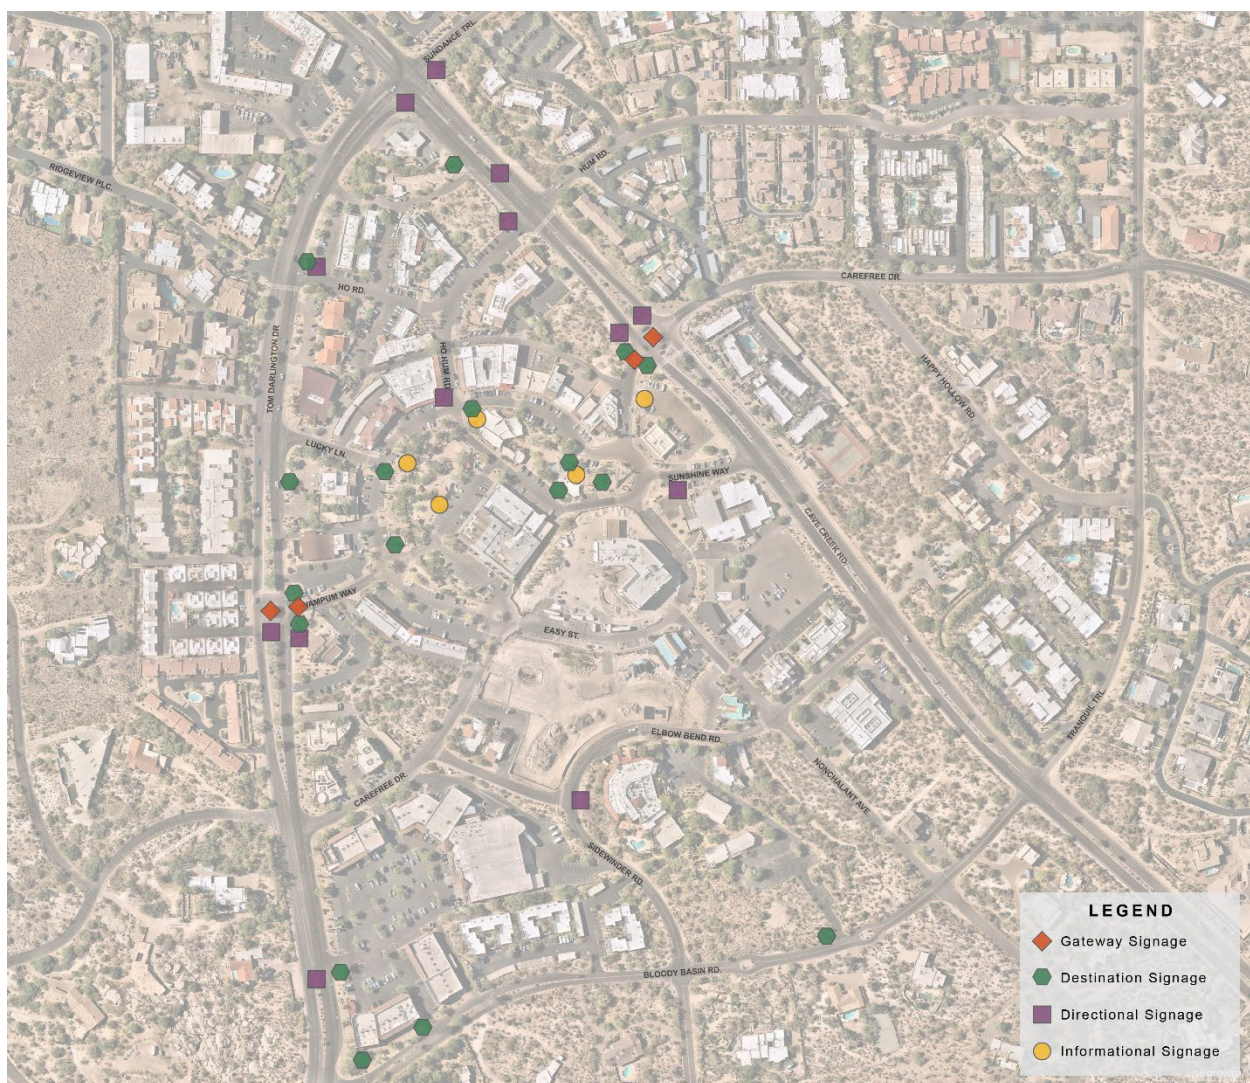 SUNDANCE TRL.
HUM RD.
RIDGEVIEW PLC.
CAREFREE DR.
HO RD.
TOM DARLINGTON DR
HO HUM RD.
HAPPY HOLLOW RD.
LUCKY LN.
SUNSHINE WAY
CAVE CREEK RD.
WAMPUM WAY
EASY ST.
TRANQUIL TRL.
ELBOW BEND RD
NONCHALANT AVE
CAREFREE DR.
SIDEWINDER RD.
BLOODY BASIN RD.
LEGEND
Gateway Signage
Destination Signage
Directional Signage
Informational Signage